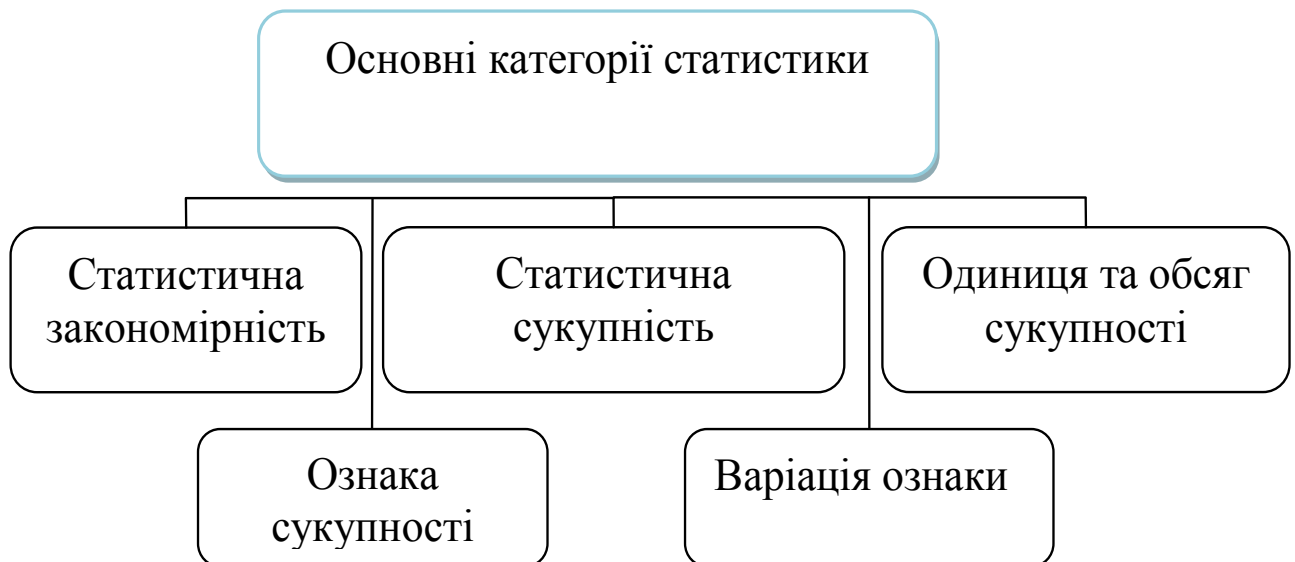 Основні категорії статистики
Статистична
закономірність
Статистична
сукупність
Одиниця та обсяг
сукупності
Ознака
сукупності
Варіація ознаки